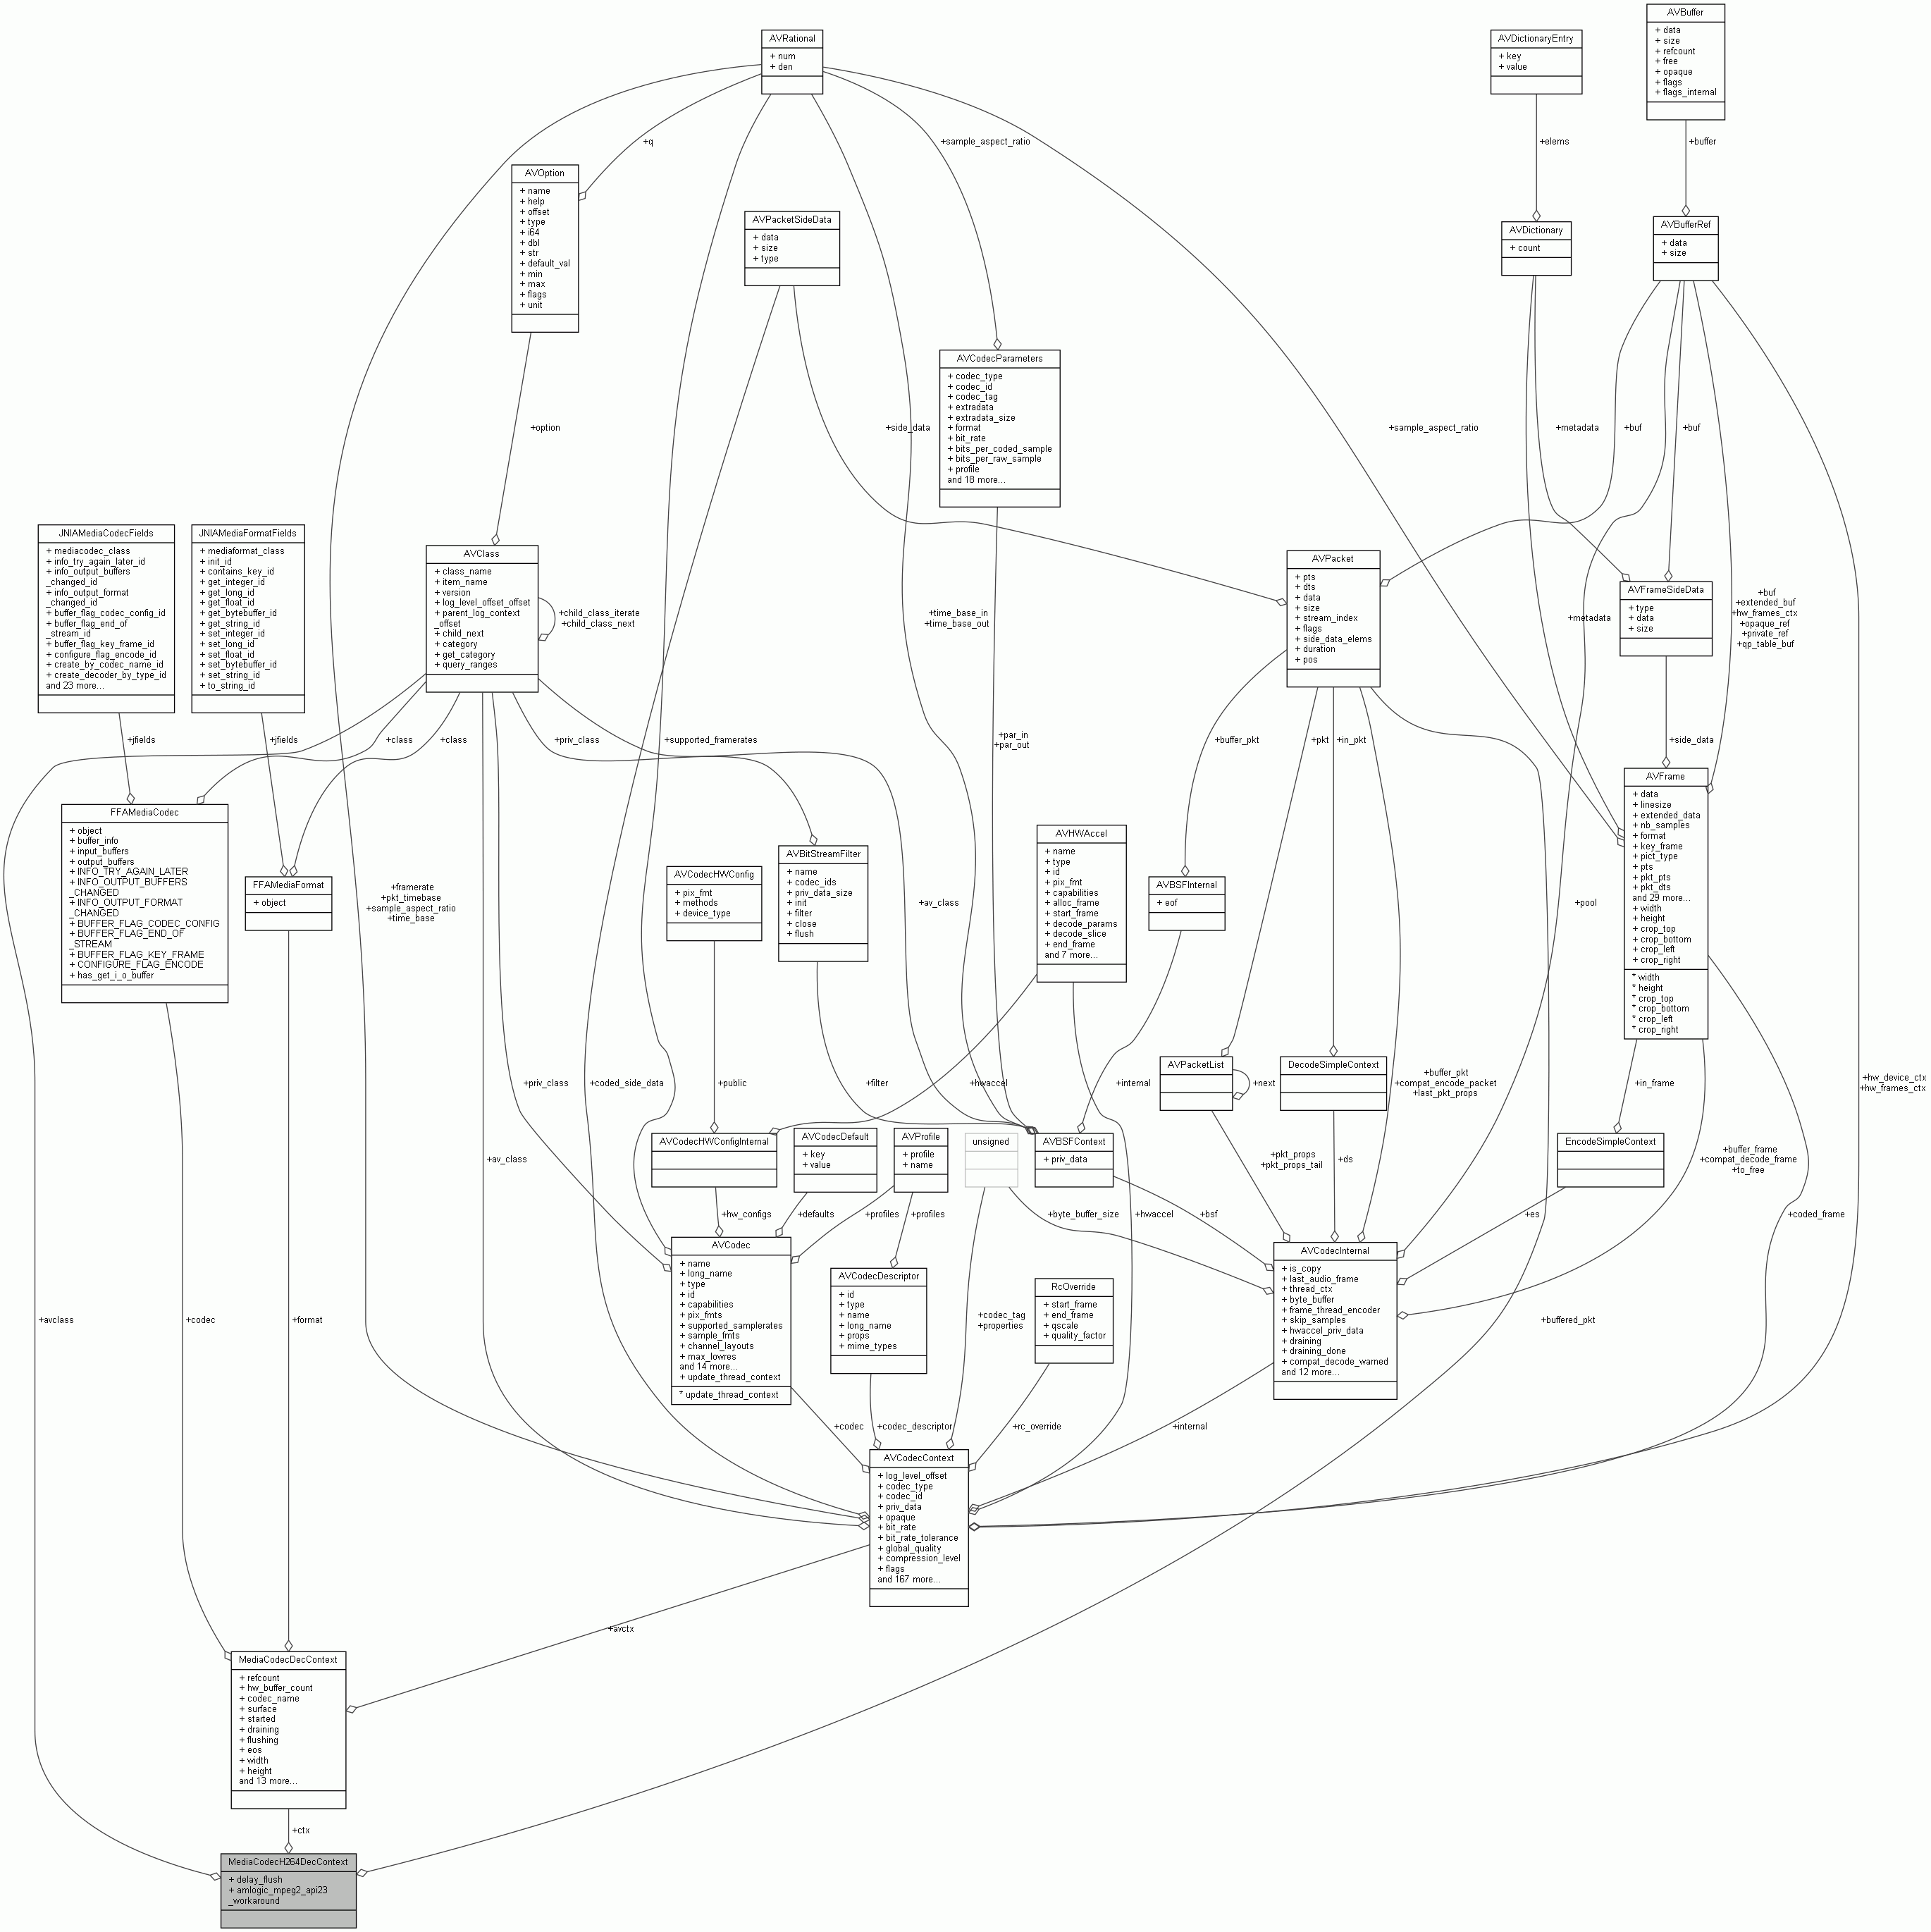 AVBuffer
+ data
+ size
+ refcount
+ free
+ opaque
+ flags
+ flags_internal
AVRational
+ num
+ den
AVDictionaryEntry
+ key
+ value
+q
+sample_aspect_ratio
+elems
+buffer
AVOption
+ name
+ help
+ offset
+ type
+ i64
+ dbl
+ str
+ default_val
+ min
+ max
+ flags
+ unit
AVPacketSideData
+ data
+ size
+ type
AVDictionary
+ count
AVBufferRef
+ data
+ size
AVCodecParameters
+ codec_type
+ codec_id
+ codec_tag
+ extradata
+ extradata_size
+ format
+ bit_rate
+ bits_per_coded_sample
+ bits_per_raw_sample
+ profile
and 18 more...
+option
+side_data
+sample_aspect_ratio
+metadata
+buf
+buf
JNIAMediaCodecFields
+ mediacodec_class
+ info_try_again_later_id
+ info_output_buffers
_changed_id
+ info_output_format
_changed_id
+ buffer_flag_codec_config_id
+ buffer_flag_end_of
_stream_id
+ buffer_flag_key_frame_id
+ configure_flag_encode_id
+ create_by_codec_name_id
+ create_decoder_by_type_id
and 23 more...
JNIAMediaFormatFields
+ mediaformat_class
+ init_id
+ contains_key_id
+ get_integer_id
+ get_long_id
+ get_float_id
+ get_bytebuffer_id
+ get_string_id
+ set_integer_id
+ set_long_id
+ set_float_id
+ set_bytebuffer_id
+ set_string_id
+ to_string_id
AVClass
+ class_name
+ item_name
+ version
+ log_level_offset_offset
+ parent_log_context
_offset
+ child_next
+ category
+ get_category
+ query_ranges
+child_class_iterate
+child_class_next
+time_base_in
+time_base_out
AVPacket
+ pts
+ dts
+ data
+ size
+ stream_index
+ flags
+ side_data_elems
+ duration
+ pos
+metadata
AVFrameSideData
+ type
+ data
+ size
+buf
+extended_buf
+hw_frames_ctx
+opaque_ref
+private_ref
+qp_table_buf
+jfields
+jfields
+class
+class
+priv_class
+supported_framerates
+par_in
+par_out
+buffer_pkt
+pkt
+in_pkt
+side_data
FFAMediaCodec
+ object
+ buffer_info
+ input_buffers
+ output_buffers
+ INFO_TRY_AGAIN_LATER
+ INFO_OUTPUT_BUFFERS
_CHANGED
+ INFO_OUTPUT_FORMAT
_CHANGED
+ BUFFER_FLAG_CODEC_CONFIG
+ BUFFER_FLAG_END_OF
_STREAM
+ BUFFER_FLAG_KEY_FRAME
+ CONFIGURE_FLAG_ENCODE
+ has_get_i_o_buffer
FFAMediaFormat
+ object
+framerate
+pkt_timebase
+sample_aspect_ratio
+time_base
AVCodecHWConfig
+ pix_fmt
+ methods
+ device_type
AVBitStreamFilter
+ name
+ codec_ids
+ priv_data_size
+ init
+ filter
+ close
+ flush
+av_class
AVHWAccel
+ name
+ type
+ id
+ pix_fmt
+ capabilities
+ alloc_frame
+ start_frame
+ decode_params
+ decode_slice
+ end_frame
and 7 more...
AVBSFInternal
+ eof
+pool
AVFrame
+ data
+ linesize
+ extended_data
+ nb_samples
+ format
+ key_frame
+ pict_type
+ pts
+ pkt_pts
+ pkt_dts
and 29 more...
+ width
+ height
+ crop_top
+ crop_bottom
+ crop_left
+ crop_right
* width
* height
* crop_top
* crop_bottom
* crop_left
* crop_right
+priv_class
+coded_side_data
+public
+filter
+hwaccel
+internal
AVPacketList
+next
DecodeSimpleContext
+buffer_pkt
+compat_encode_packet
+last_pkt_props
+in_frame
+hw_device_ctx
+hw_frames_ctx
+av_class
AVCodecHWConfigInternal
AVCodecDefault
+ key
+ value
AVProfile
+ profile
+ name
unsigned
AVBSFContext
+ priv_data
+pkt_props
+pkt_props_tail
+ds
EncodeSimpleContext
+buffer_frame
+compat_decode_frame
+to_free
+hw_configs
+defaults
+profiles
+profiles
+byte_buffer_size
+hwaccel
+bsf
+es
+coded_frame
AVCodec
+ name
+ long_name
+ type
+ id
+ capabilities
+ pix_fmts
+ supported_samplerates
+ sample_fmts
+ channel_layouts
+ max_lowres
and 14 more...
+ update_thread_context
* update_thread_context
AVCodecDescriptor
+ id
+ type
+ name
+ long_name
+ props
+ mime_types
+codec_tag
+properties
RcOverride
+ start_frame
+ end_frame
+ qscale
+ quality_factor
AVCodecInternal
+ is_copy
+ last_audio_frame
+ thread_ctx
+ byte_buffer
+ frame_thread_encoder
+ skip_samples
+ hwaccel_priv_data
+ draining
+ draining_done
+ compat_decode_warned
and 12 more...
+avclass
+codec
+format
+buffered_pkt
+codec
+codec_descriptor
+rc_override
+internal
AVCodecContext
+ log_level_offset
+ codec_type
+ codec_id
+ priv_data
+ opaque
+ bit_rate
+ bit_rate_tolerance
+ global_quality
+ compression_level
+ flags
and 167 more...
+avctx
MediaCodecDecContext
+ refcount
+ hw_buffer_count
+ codec_name
+ surface
+ started
+ draining
+ flushing
+ eos
+ width
+ height
and 13 more...
+ctx
MediaCodecH264DecContext
+ delay_flush
+ amlogic_mpeg2_api23
_workaround